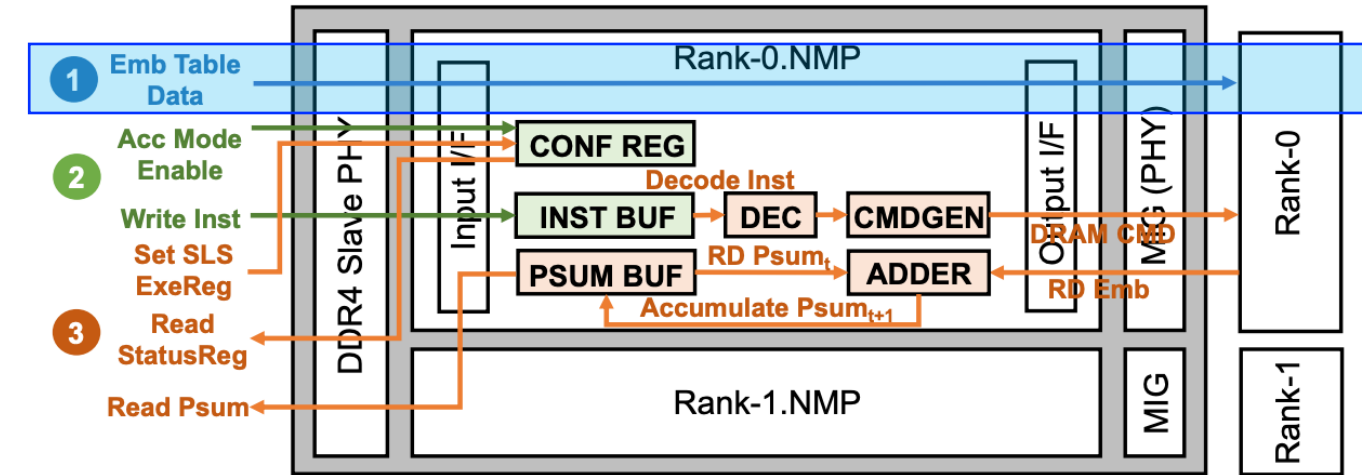 Rank-0.NMP
1
Emb Table
Data
Acc Mode
Enable
2
Write Inst
Set SLS
ExeReg
3
Read
StatusReg
Read Psum
DDR4 Slave PHY
Input I/F
CONF REG
Decode Inst
INST BUF
DEC
CMDGEN
DRAM CMD
PSUM BUF
RD Psumt
ADDER
RD Emb
Accumulate Psumt+1
Output I/F
MIG (PHY)
Rank-0
Rank-1.NMP
MIG
Rank-1